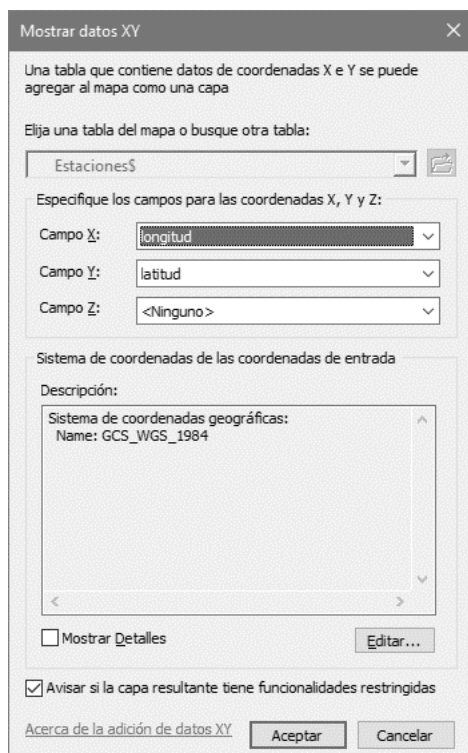 Mostrar datos XY
Una tabla que contiene datos de coordenadas X e Y se puede
agregar al mapa como una capa
Elija una tabla del mapa o busque otra tabla:
Estaciones$
Especifique los campos para las coordenadas X, Y y Z:
Campo X: longitud
Campo Y: latitud
Campo Z: <Ninguno>
Sistema de coordenadas de las coordenadas de entrada
Descripción:
Sistema de coordenadas geográficas:
Name: GCS_WGS_1984
Mostrar Detalles Editar...
Avisar si la capa resultante tiene funcionalidades restringidas
Acerca de la adición de datos XY Aceptar Cancelar